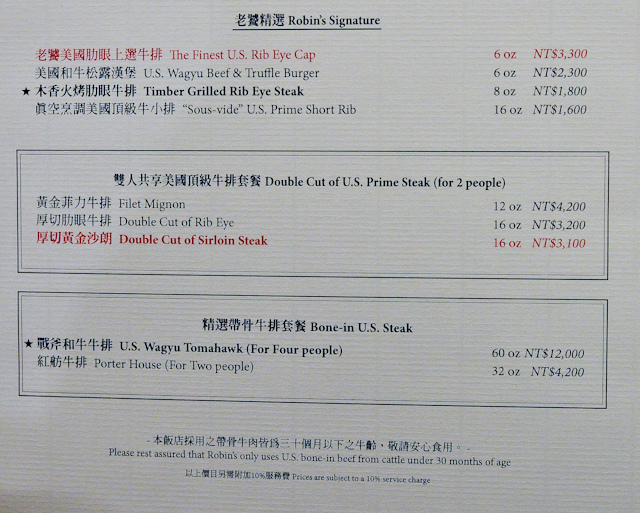 老饕精選 Robin's Signature
老饕美國肋眼上選牛排 The Finest U.S. Rib Eye Cap 6 oz NT$3,300
美國和牛松露漢堡 U.S. Wagyu Beef & Truffle Burger 6 oz NT$2,300
★ 木香火烤肋眼牛排 Timber Grilled Rib Eye Steak 8 oz NT$1,800
真空烹調美國頂級牛小排 “Sous-vide” U.S. Prime Short Rib 16 oz NT$1,600
雙人共享美國頂級牛排套餐 Double Cut of U.S. Prime Steak (for 2 people)
黃金菲力牛排 Filet Mignon 12 oz NT$4,200
厚切肋眼牛排 Double Cut of Rib Eye 16 oz NT$3,200
厚切黃金沙朗 Double Cut of Sirloin Steak 16 oz NT$3,100
精選帶骨牛排套餐 Bone-in U.S. Steak
★ 戰斧和牛牛排 U.S. Wagyu Tomahawk (For Four people) 60 oz NT$12,000
紅舫牛排 Porter House (For Two people) 32 oz NT$4,200
- 本飯店採用之帶骨牛肉皆為三十個月以下之牛齡，敬請安心食用。 -
Please rest assured that Robin's only uses U.S. bone-in beef from cattle under 30 months of age
以上價目另需附加10%服務費 Prices are subject to a 10% service charge